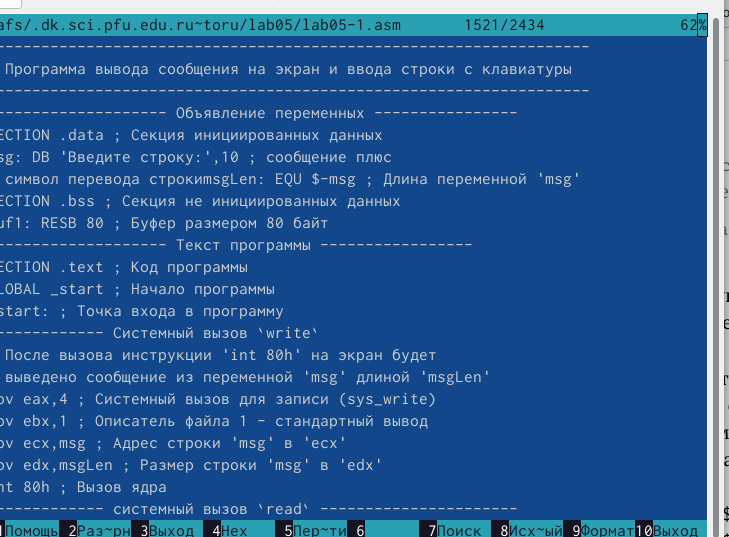 afs/.dk.sci.pfu.edu.ru~toru/lab05/lab05-1.asm 1521/2434 62%
------------------------------------------------------------------
Программа вывода сообщения на экран и ввода строки с клавиатуры
------------------------------------------------------------------
------------------- Объявление переменных ----------------
ECTION .data ; Секция инициированных данных
sg: DB 'Введите строку:',10 ; сообщение плюс
символ перевода строкиmsgLen: EQU $-msg ; Длина переменной 'msg'
ECTION .bss ; Секция не инициированных данных
uf1: RESB 80 ; Буфер размером 80 байт
------------------- Текст программы -----------------
ECTION .text ; Код программы
LOBAL _start ; Начало программы
start: ; Точка входа в программу
------------ Системный вызов `write`
После вызова инструкции 'int 80h' на экран будет
выведено сообщение из переменной 'msg' длиной 'msgLen'
ov eax,4 ; Системный вызов для записи (sys_write)
ov ebx,1 ; Описатель файла 1 - стандартный вывод
ov ecx,msg ; Адрес строки 'msg' в 'ecx'
ov edx,msgLen ; Размер строки 'msg' в 'edx'
nt 80h ; Вызов ядра
------------ системный вызов `read` ----------------------
1Помощь 2Раз~рн 3Выход 4Hex 5Пер~ти 6 7Поиск 8Исх~ый 9Формат 10Выход